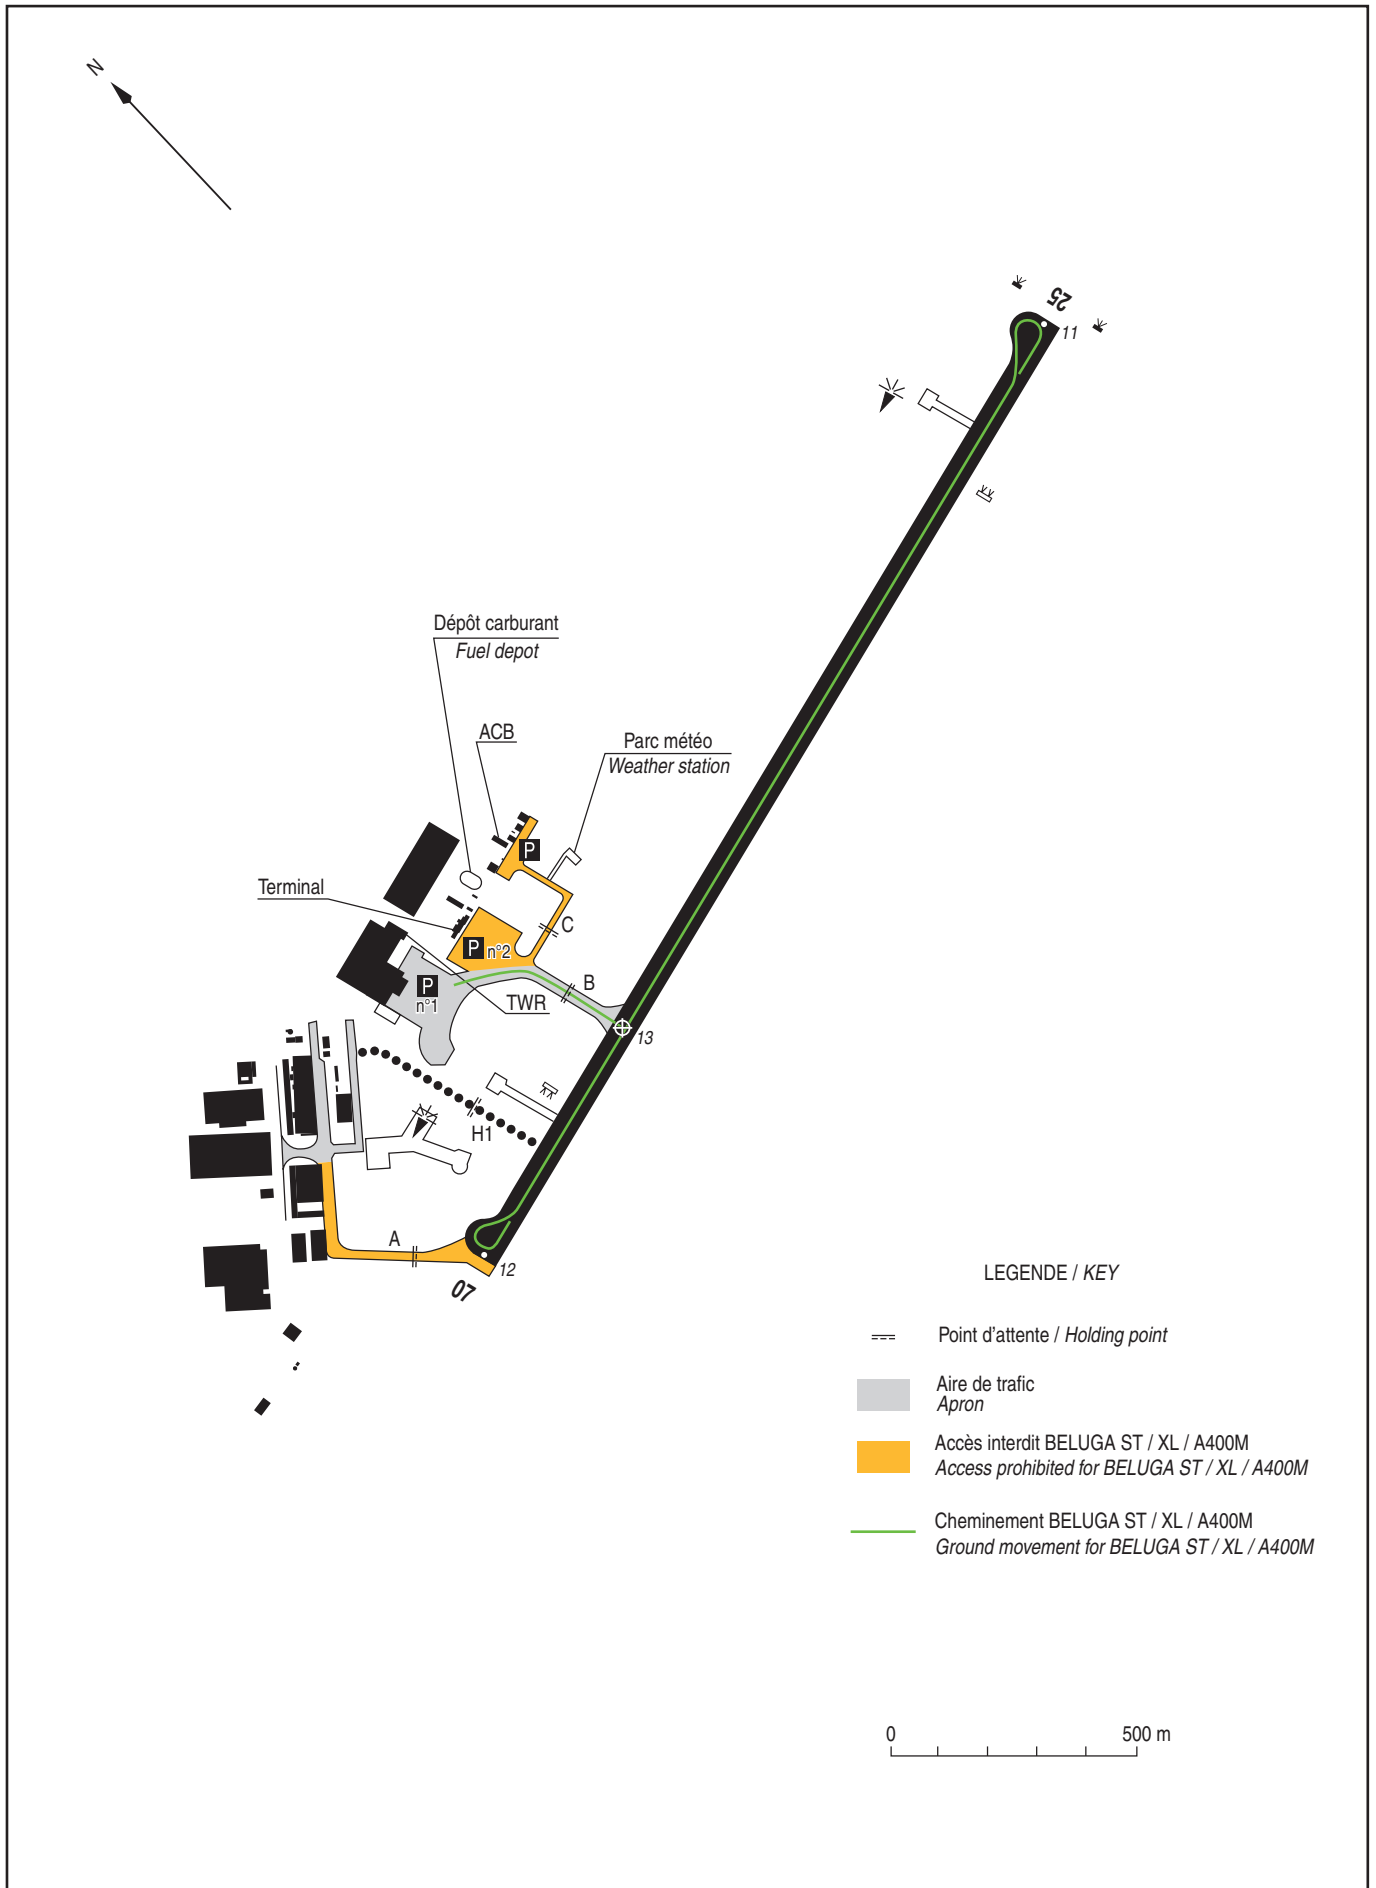 N
25
11
Dépôt carburant
Fuel depot
ACB
Parc météo
Weather station
P
Terminal
C
P n°2
B
P
n°1
TWR
13
H1
A
12
07
LEGENDE / KEY
Point d'attente / Holding point
Aire de trafic
Apron
Accès interdit BELUGA ST / XL / A400M
Access prohibited for BELUGA ST / XL / A400M
Cheminement BELUGA ST / XL / A400M
Ground movement for BELUGA ST / XL / A400M
0 500 m